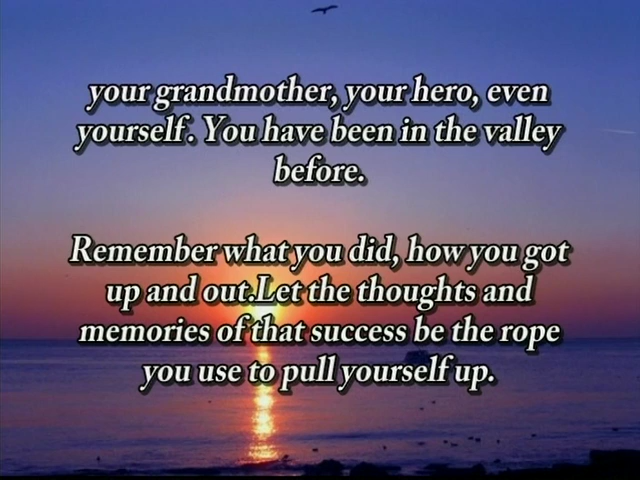 your grandmother, your hero, even
yourself. You have been in the valley
before.
Remember what you did, how you got
up and out.Let the thoughts and
memories of that success be the rope
you use to pull yourself up.